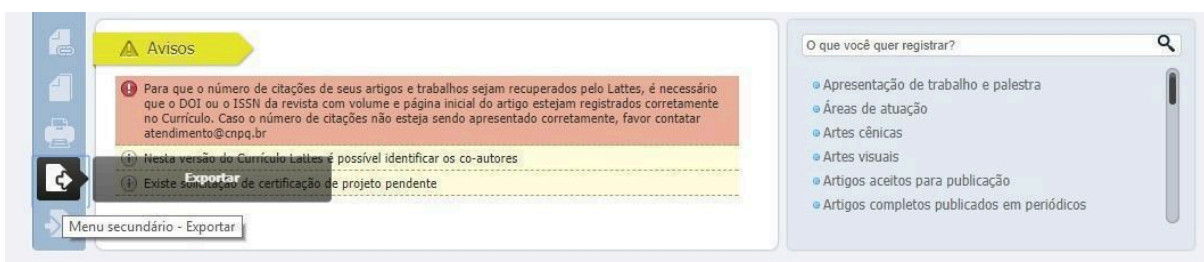 Avisos
Para que o número de citações de seus artigos e trabalhos sejam recuperados pelo Lattes, é necessário
que o DOI ou o ISSN da revista com volume e página inicial do artigo estejam registrados corretamente
no Currículo. Caso o número de citações não esteja sendo apresentado corretamente, favor contatar
atendimento@cnpq.br
Nesta versão do Currículo Lattes é possível identificar os co-autores
Exportar
Existe solicitação de certificação de projeto pendente
Menu secundário - Exportar
O que você quer registrar?
Apresentação de trabalho e palestra
Áreas de atuação
Artes cênicas
Artes visuais
Artigos aceitos para publicação
Artigos completos publicados em periódicos